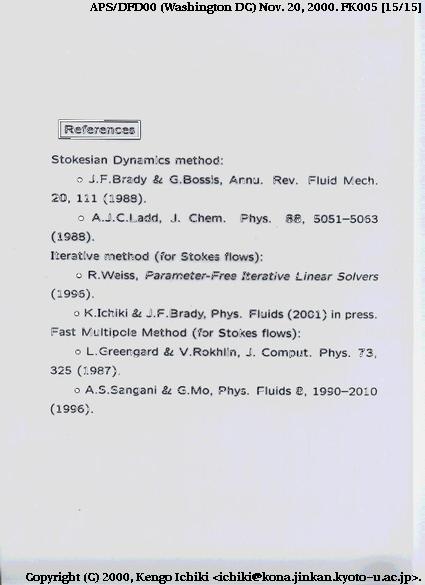 APS/DFD00 (Washington DC) Nov. 20, 2000. FK005 [15/15]
References
Stokesian Dynamics method:
○ J.F.Brady & G.Bossis, Annu. Rev. Fluid Mech.
20, 111 (1988).
○ A.J.C.Ladd, J. Chem. Phys. 88, 5051–5063
(1988).
Iterative method (for Stokes flows):
○ R.Weiss, Parameter-Free Iterative Linear Solvers
(1996).
○ K.Ichiki & J.F.Brady, Phys. Fluids (2001) in press.
Fast Multipole Method (for Stokes flows):
○ L.Greengard & V.Rokhlin, J. Comput. Phys. 73,
325 (1987).
○ A.S.Sangani & G.Mo, Phys. Fluids 8, 1990–2010
(1996).
Copyright (C) 2000, Kengo Ichiki <ichiki@kona.jinkan.kyoto-u.ac.jp>.